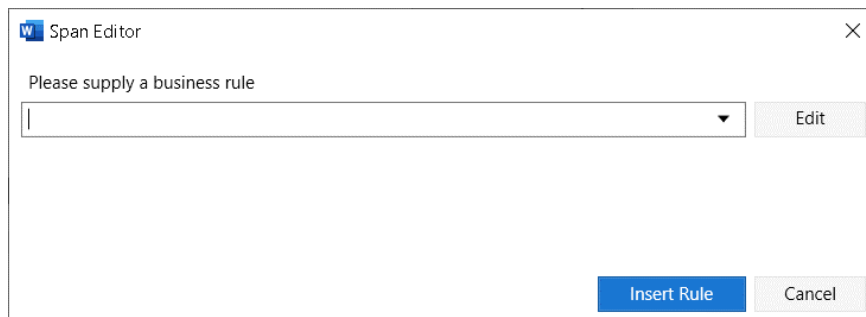 Span Editor
Please supply a business rule
Edit
Insert Rule Cancel